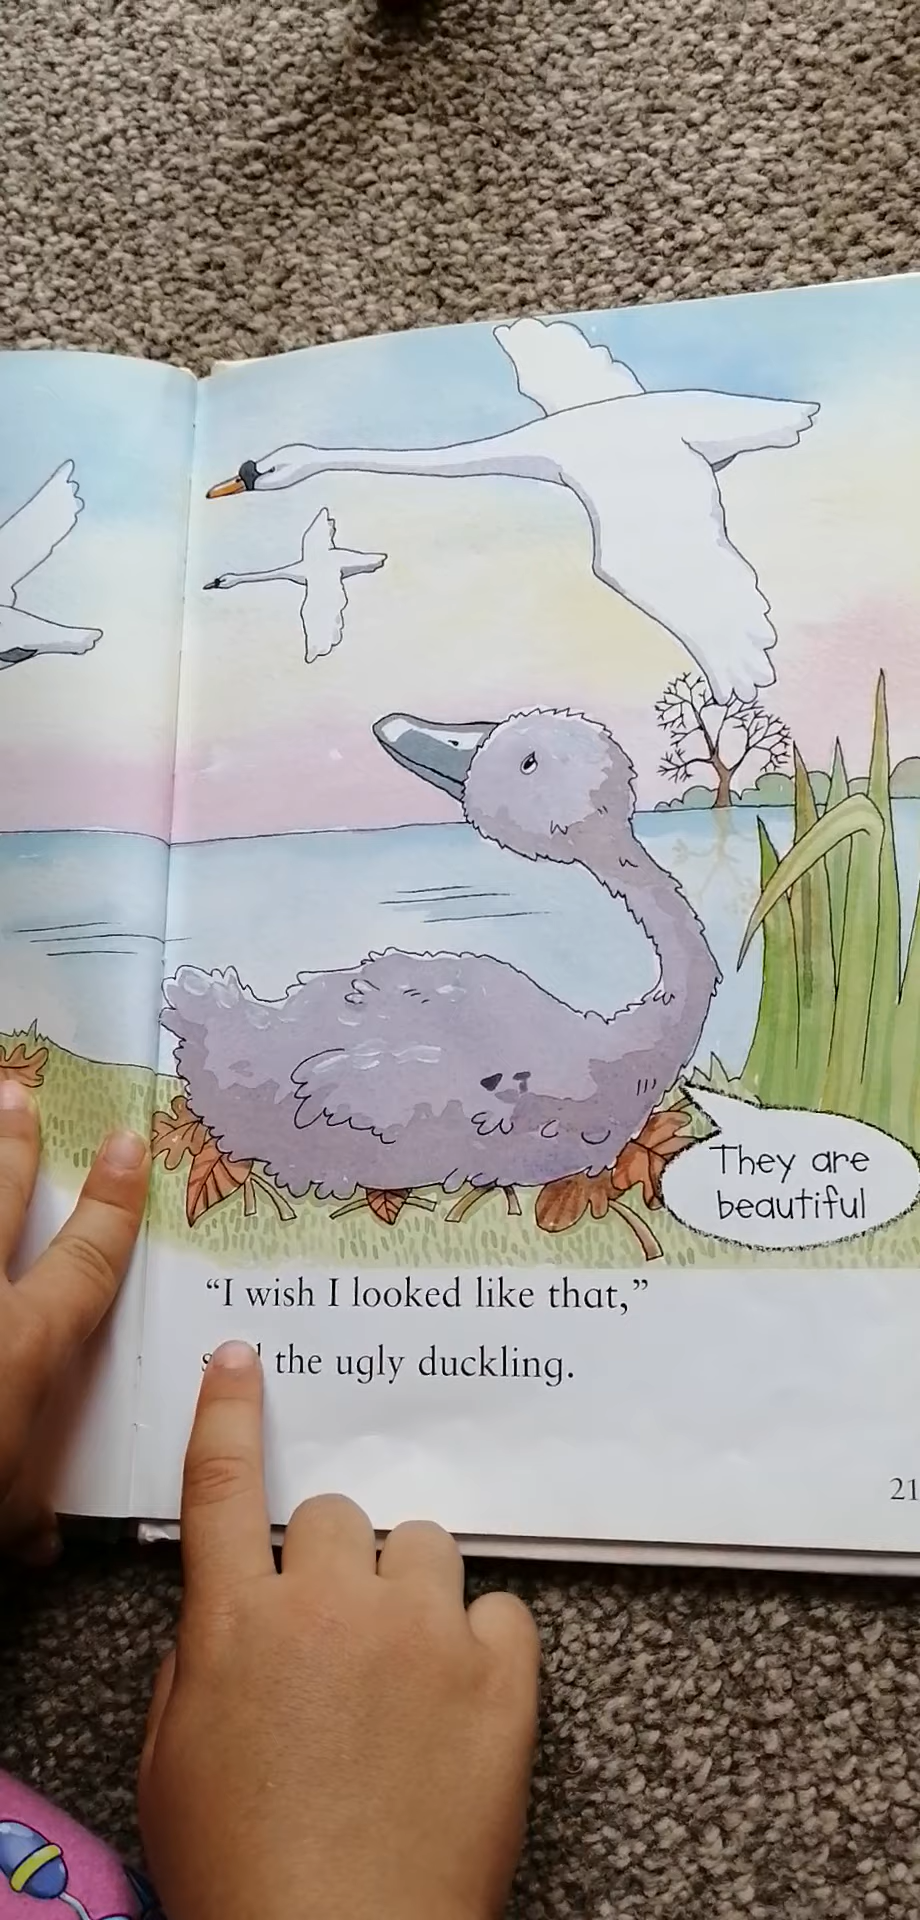 They are
beautiful
“I wish I looked like that,”
the ugly duckling.
21